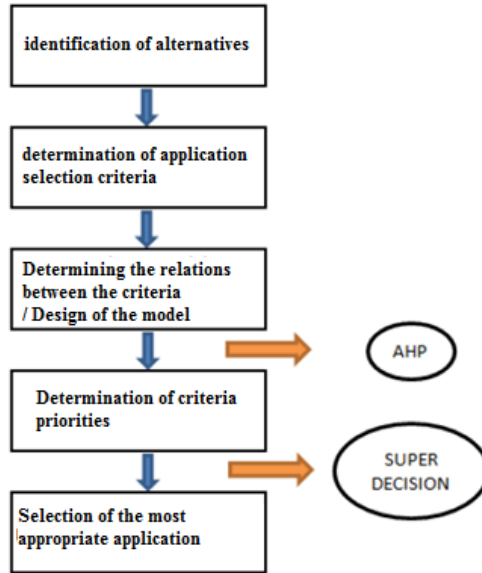 identification of alternatives
determination of application
selection criteria
Determining the relations
between the criteria
/ Design of the model
AHP
Determination of criteria
priorities
SUPER
DECISION
Selection of the most
appropriate application